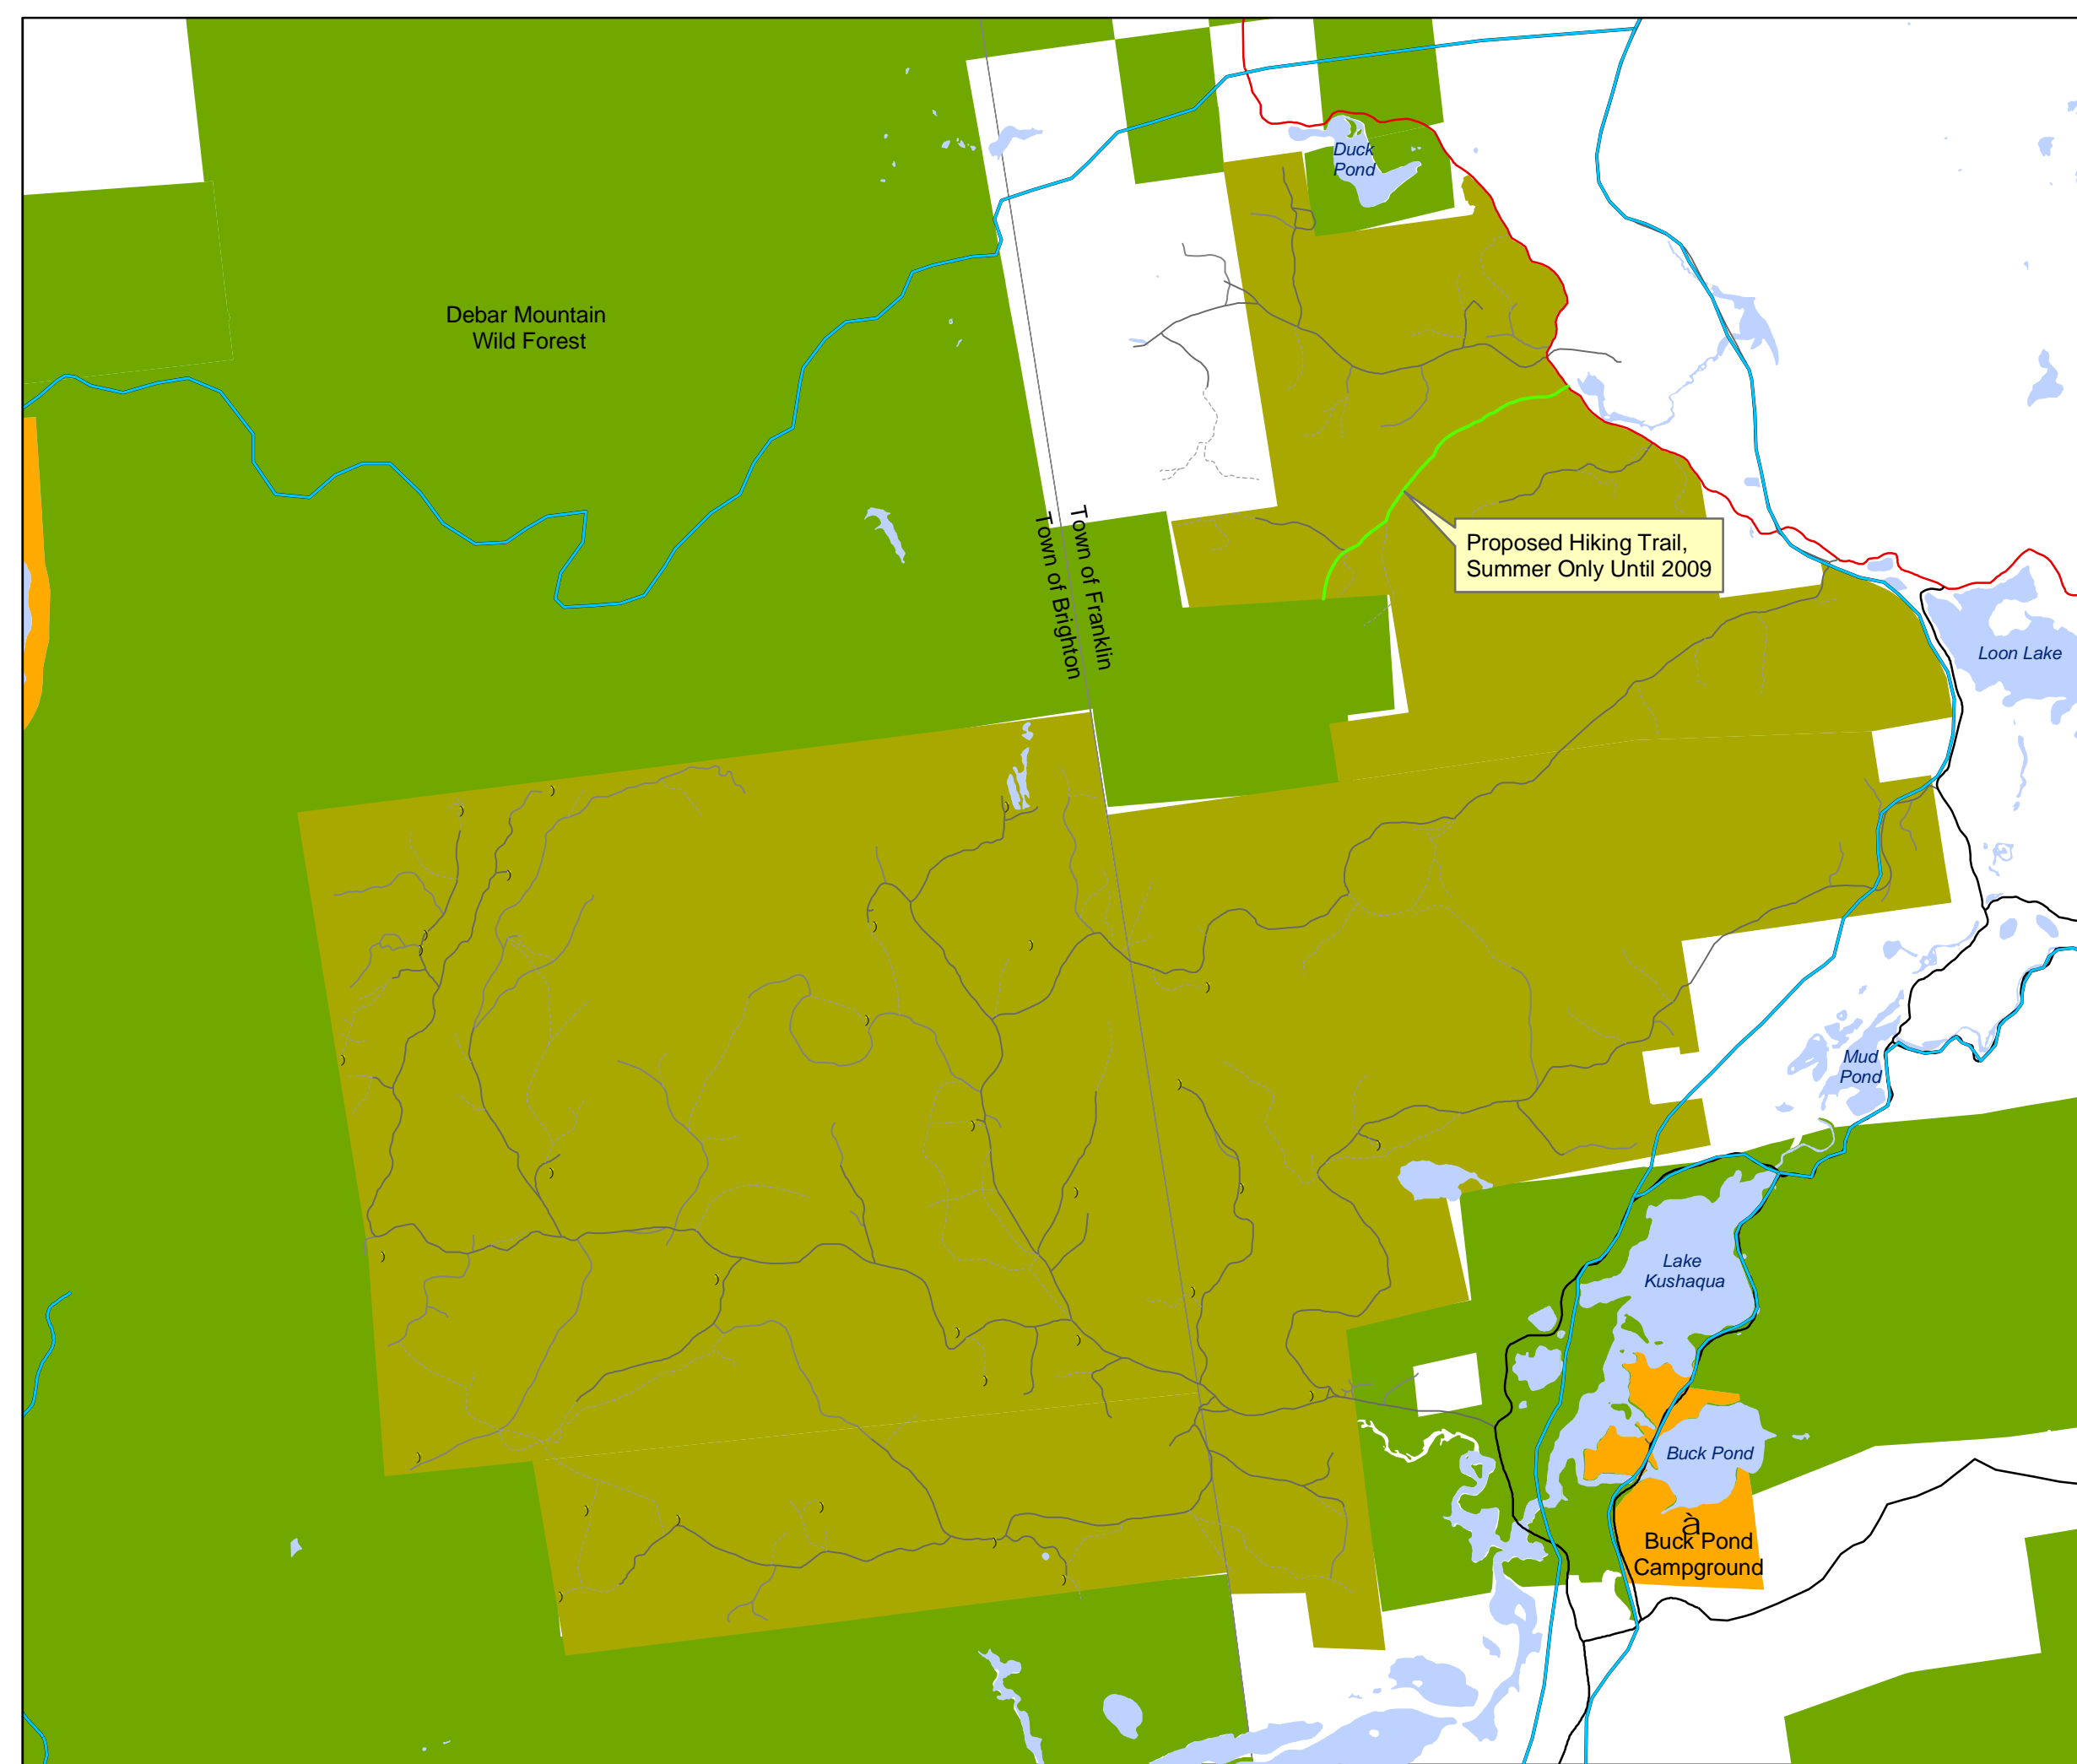 Duck
Pond
Debar Mountain
Wild Forest
Town of Franklin
Town of Brighton
Proposed Hiking Trail,
Summer Only Until 2009
Loon Lake
Mud
Pond
Lake
Kushaqua
Buck Pond
à
Buck Pond
Campground